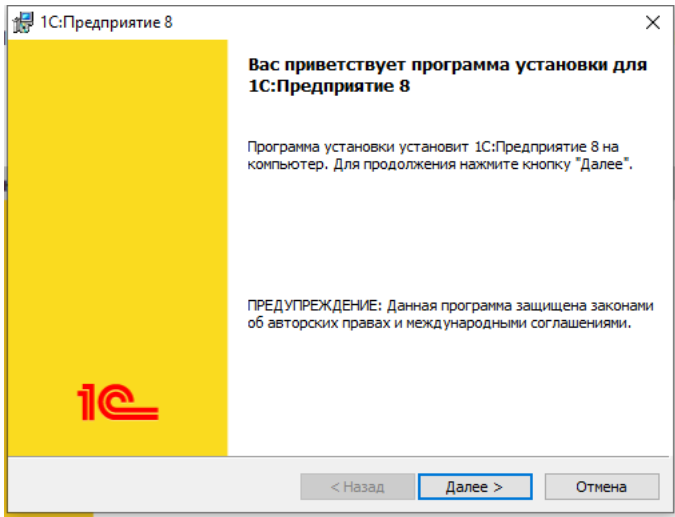 1С:Предприятие 8
Вас приветствует программа установки для
1С:Предприятие 8
Программа установки установит 1С:Предприятие 8 на
компьютер. Для продолжения нажмите кнопку "Далее".
ПРЕДУПРЕЖДЕНИЕ: Данная программа защищена законами
об авторских правах и международными соглашениями.
1С
< Назад
Далее >
Отмена